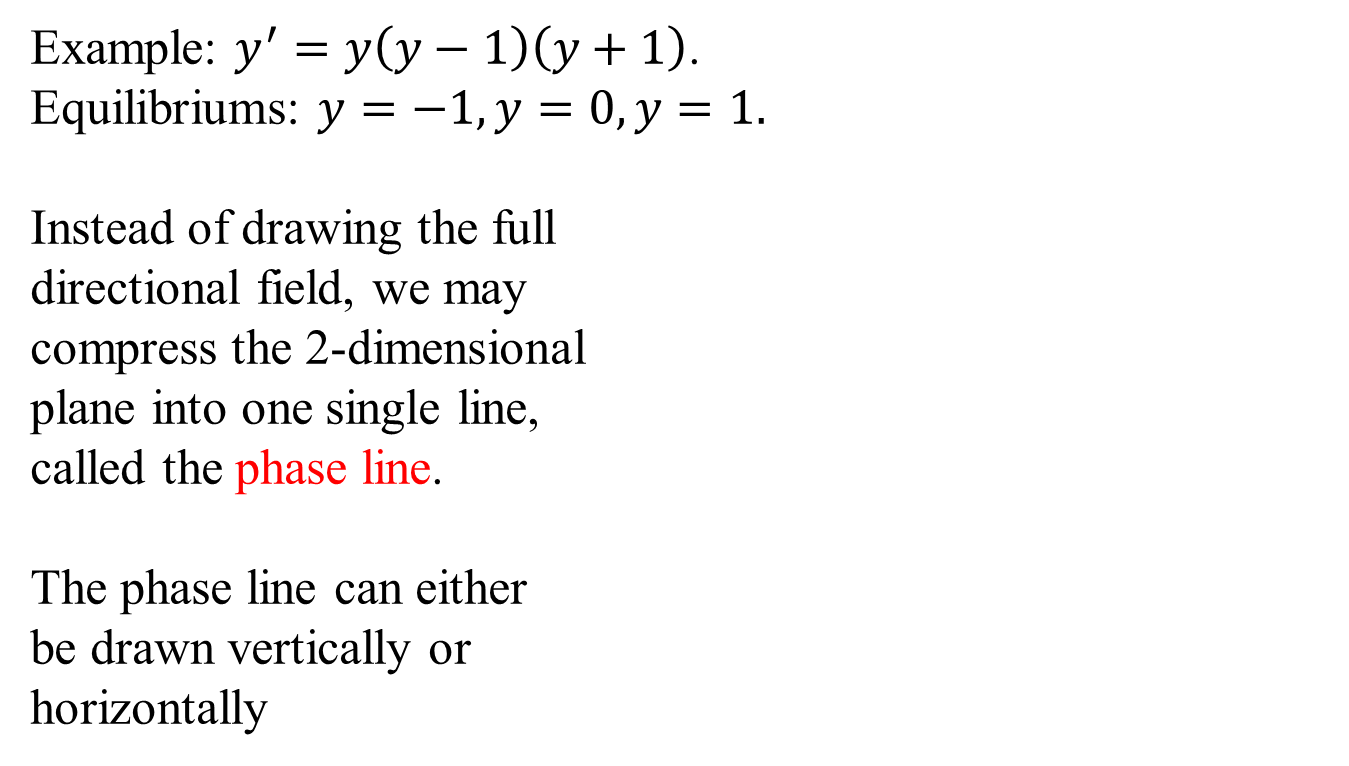 Example: 𝑦′ = 𝑦(𝑦 − 1)(𝑦 + 1).
Equilibriums: 𝑦 = −1, 𝑦 = 0, 𝑦 = 1.
Instead of drawing the full
directional field, we may
compress the 2-dimensional
plane into one single line,
called the phase line.
The phase line can either
be drawn vertically or
horizontally